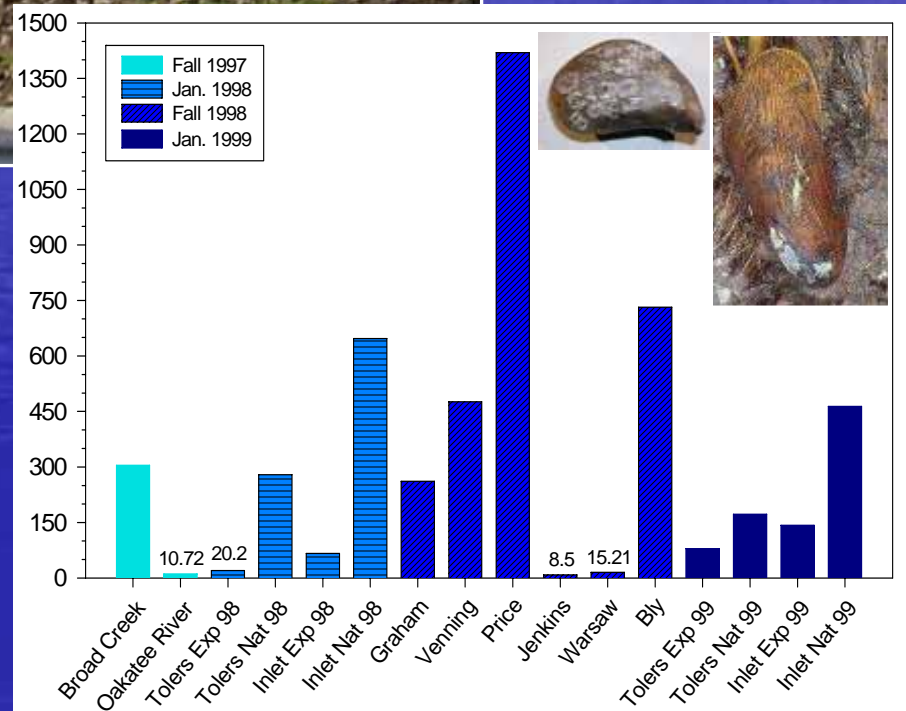 1500
1350
1200
1050
900
750
600
450
300
150
0
Fall 1997
Jan. 1998
Fall 1998
Jan. 1999
10.72
20.2
8.5
15.21
Broad Creek
Oakatee River
Tolers Exp 98
Tolers Nat 98
Inlet Exp 98
Inlet Nat 98
Graham
Venning
Price
Jenkins
Warsaw
Bly
Tolers Exp 99
Tolers Nat 99
Inlet Exp 99
Inlet Nat 99